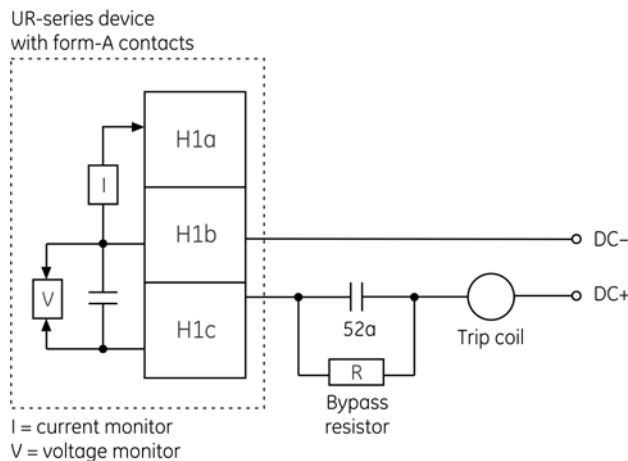 UR-series device
with form-A contacts
H1a
I
H1b
DC–
V
H1c
52a
DC+
Trip coil
R
Bypass
resistor
I = current monitor
V = voltage monitor